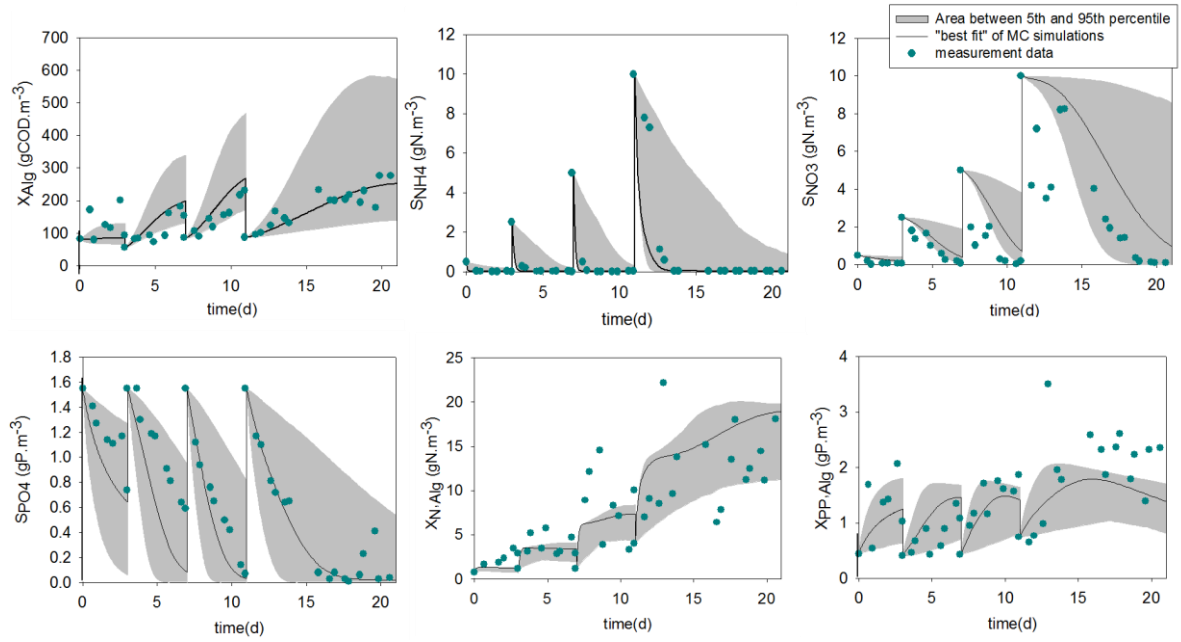 Area between 5th and 95th percentile
"best fit" of MC simulations
measurement data
XAlg (gCOD.m-3)
700
600
500
400
300
200
100
0
0 5 10 15 20
time(d)
SNH4 (gN.m-3)
12
10
8
6
4
2
0
0 5 10 15 20
time(d)
SNO3 (gN.m-3)
12
10
8
6
4
2
0
0 5 10 15 20
time(d)
SPO4 (gP.m-3)
1.8
1.6
1.4
1.2
1.0
0.8
0.6
0.4
0.2
0.0
0 5 10 15 20
time(d)
XN-Alg (gN.m-3)
25
20
15
10
5
0
0 5 10 15 20
time(d)
XPP,Alg (gP.m-3)
4
3
2
1
0
0 5 10 15 20
time(d)